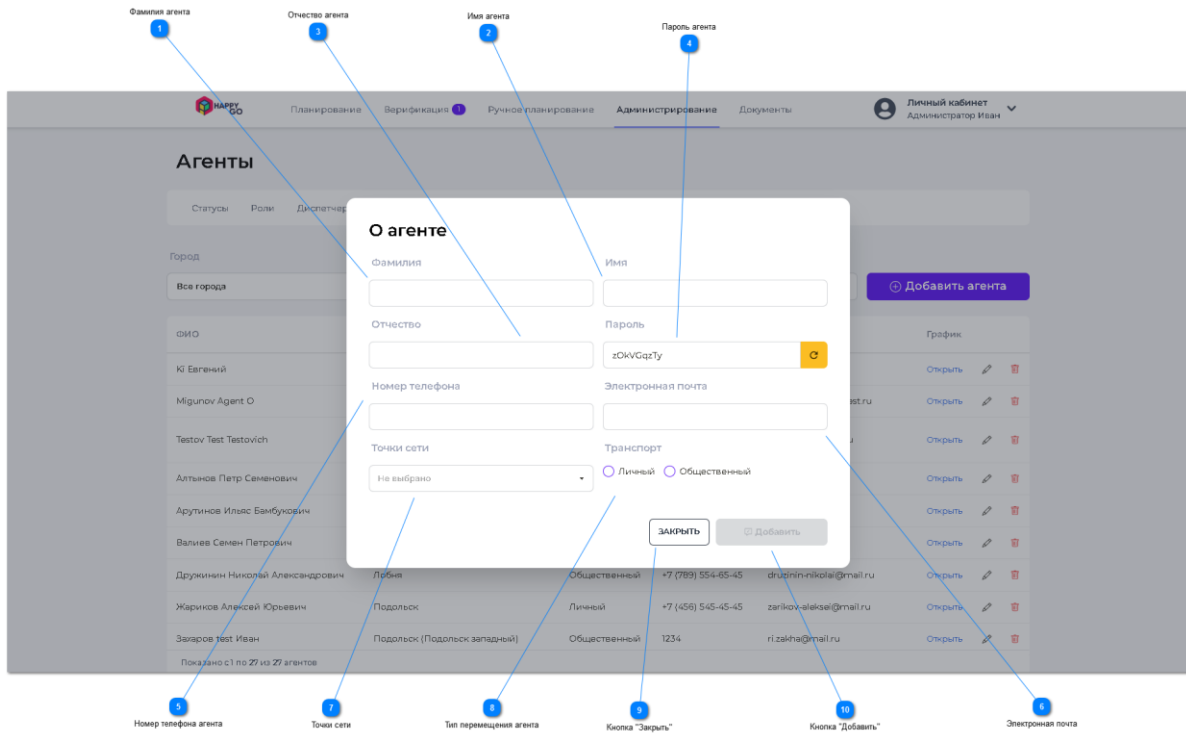 Фамилия агента
Отчество агента
Имя агента
Пароль агента
1
3
2
4
HAPPY GO
Планирование Верификация 1 Ручное планирование Администрирование Документы
Личный кабинет
Администратор Иван
Агенты
Статусы Роли Диспетчер
О агенте
Фамилия Имя
Город
Все города
Добавить агента
Отчество Пароль
zOkVGqzTy
ФИО График
Номер телефона Электронная почта
Точки сети Транспорт
Не выбрано Личный Общественный
ЗАКРЫТЬ Добавить
Ki Евгений Открыть
Migunov Agent O est.ru Открыть
Testov Test Testovich u Открыть
Алтынов Петр Семенович Открыть
Арутинов Ильяс Бамбукович Открыть
Валиев Семен Петрович Открыть
Дружинин Николай Александрович Лобня Общественный +7 (789) 554-65-45 druzinin-nikolai@mail.ru Открыть
Жариков Алексей Юрьевич Подольск Личный +7 (456) 545-45-45 zarikov-aleksei@mail.ru Открыть
Захаров test Иван Подольск (Подольск западный) Общественный 1234 ri.zakha@mail.ru Открыть
Показано с 1 по 27 из 27 агентов
5
7
8
9
10
6
Номер телефона агента
Точки сети
Тип перемещения агента
Кнопка "Закрыть"
Кнопка "Добавить"
Электронная почта